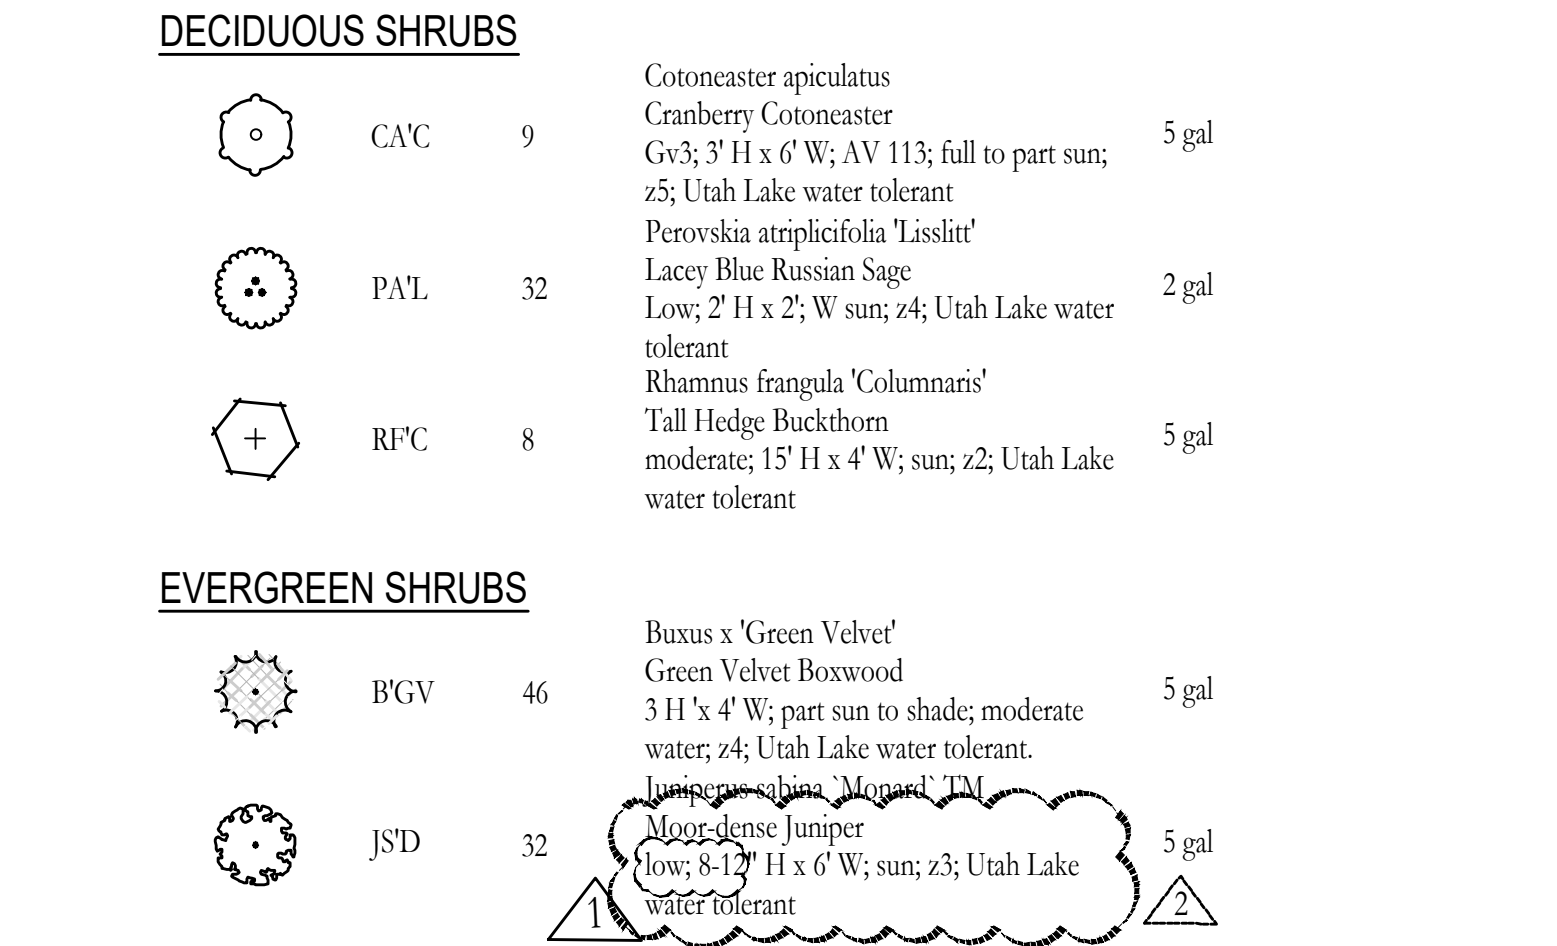 DECIDUOUS SHRUBS
CA'C 9 Cotoneaster apiculatus
Cranberry Cotoneaster
Gv3; 3' H x 6' W; AV 113; full to part sun;
z5; Utah Lake water tolerant
5 gal
PA'L 32 Perovskia atriplicifolia 'Lisslitt'
Lacey Blue Russian Sage
Low; 2' H x 2'; W sun; z4; Utah Lake water
tolerant
2 gal
RF'C 8 Rhamnus frangula 'Columnaris'
Tall Hedge Buckthorn
moderate; 15' H x 4' W; sun; z2; Utah Lake
water tolerant
5 gal
EVERGREEN SHRUBS
B'GV 46 Buxus x 'Green Velvet'
Green Velvet Boxwood
3 H 'x 4' W; part sun to shade; moderate
water; z4; Utah Lake water tolerant.
5 gal
JS'D 32 Juniperus sabina `Monard` TM
Moor-dense Juniper
low; 8-12" H x 6' W; sun; z3; Utah Lake
water tolerant
5 gal
1
2